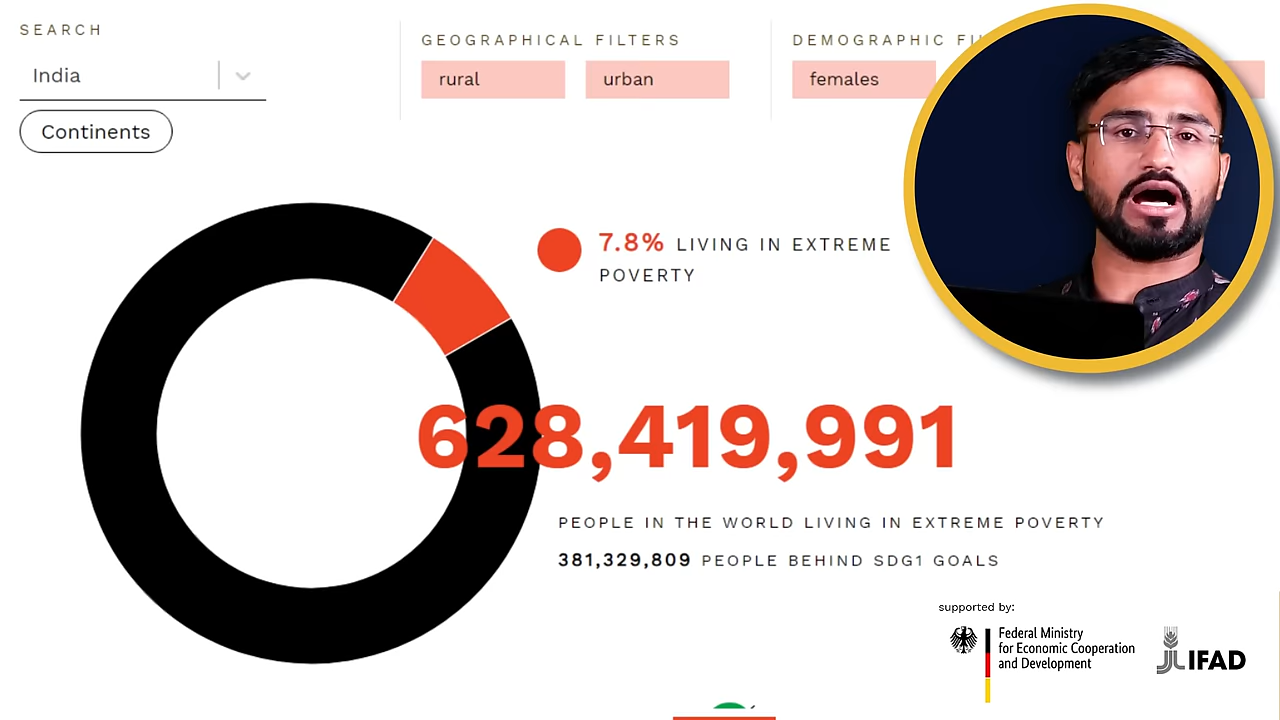 SEARCH
India
Continents
GEOGRAPHICAL FILTERS
rural
urban
DEMOGRAPHIC
females
7.8% LIVING IN EXTREME
POVERTY
628,419,991
PEOPLE IN THE WORLD LIVING IN EXTREME POVERTY
381,329,809 PEOPLE BEHIND SDG1 GOALS
supported by:
Federal Ministry
for Economic Cooperation
and Development
IFAD